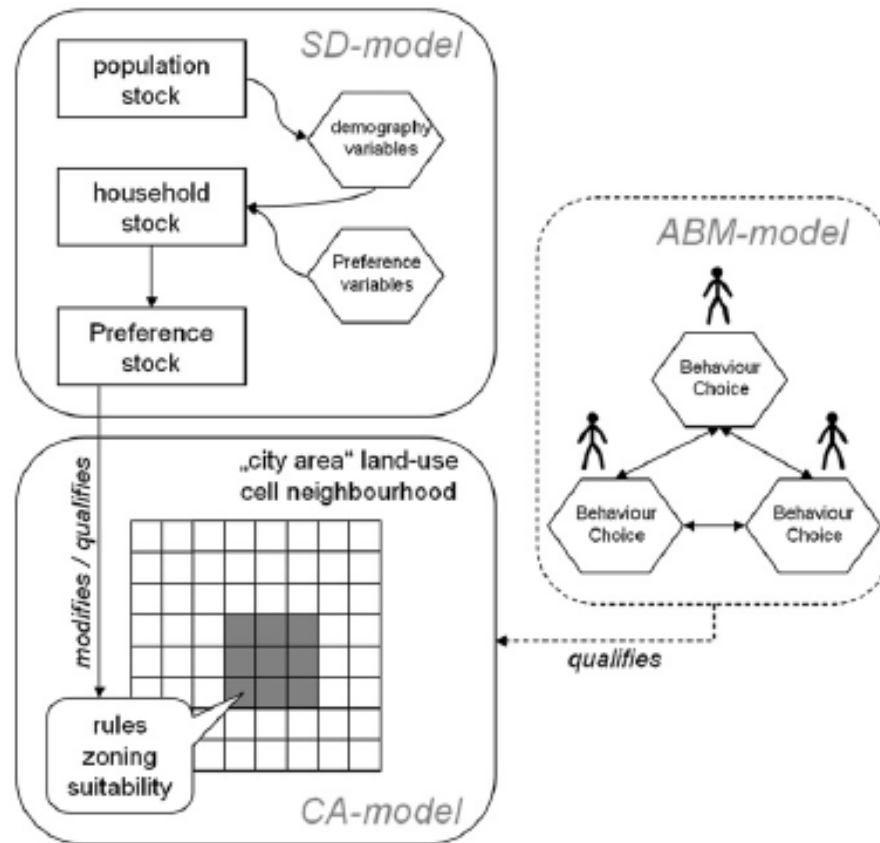 SD-model
population
stock
demography
variables
household
stock
Preference
variables
Preference
stock
modifies / qualifies
„city area“ land-use
cell neighbourhood
rules
zoning
suitability
CA-model
ABM-model
Behaviour
Choice
Behaviour
Choice
Behaviour
Choice
qualifies